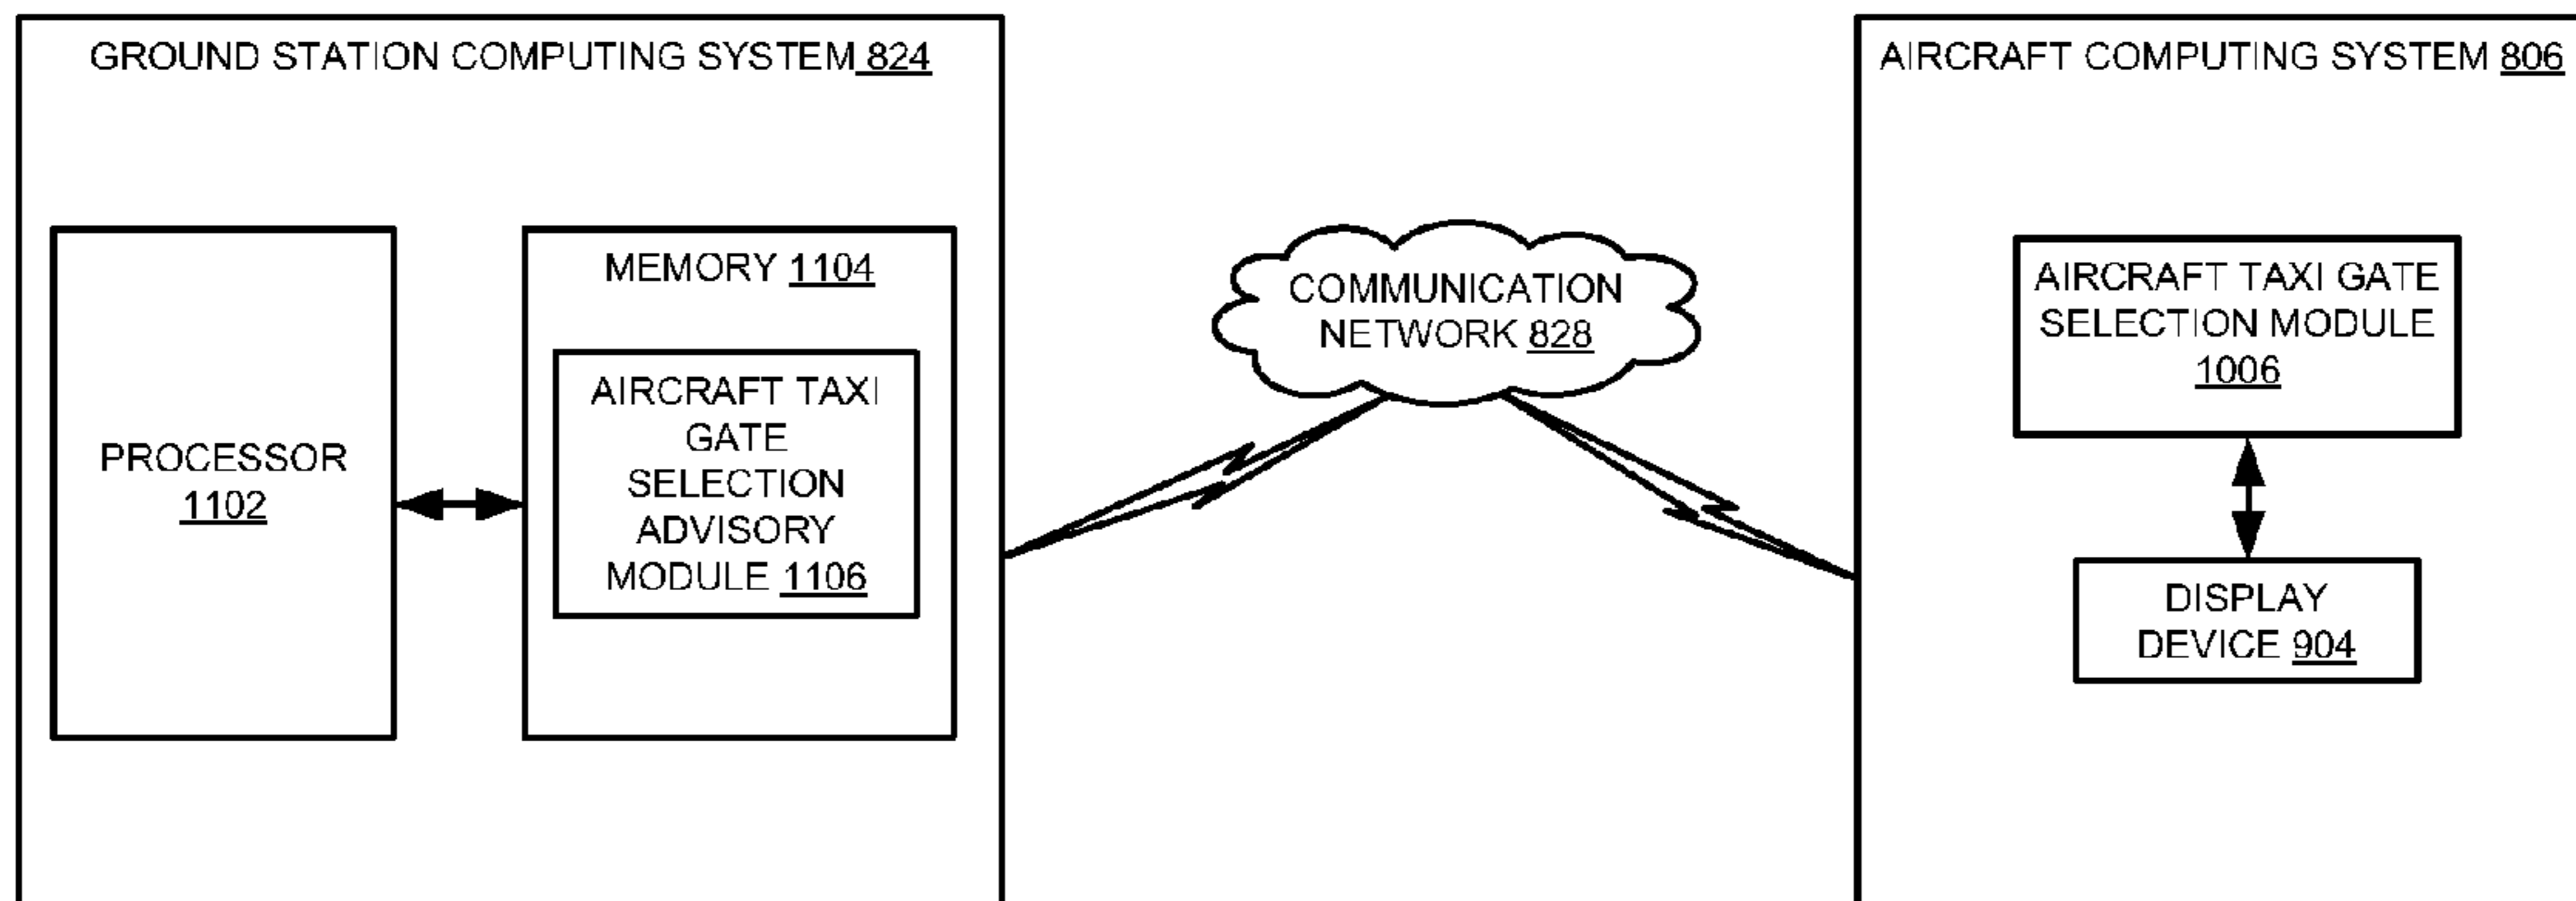 GROUND STATION COMPUTING SYSTEM 824
PROCESSOR
1102
MEMORY 1104
AIRCRAFT TAXI
GATE
SELECTION
ADVISORY
MODULE 1106
COMMUNICATION
NETWORK 828
AIRCRAFT COMPUTING SYSTEM 806
AIRCRAFT TAXI GATE
SELECTION MODULE
1006
DISPLAY
DEVICE 904